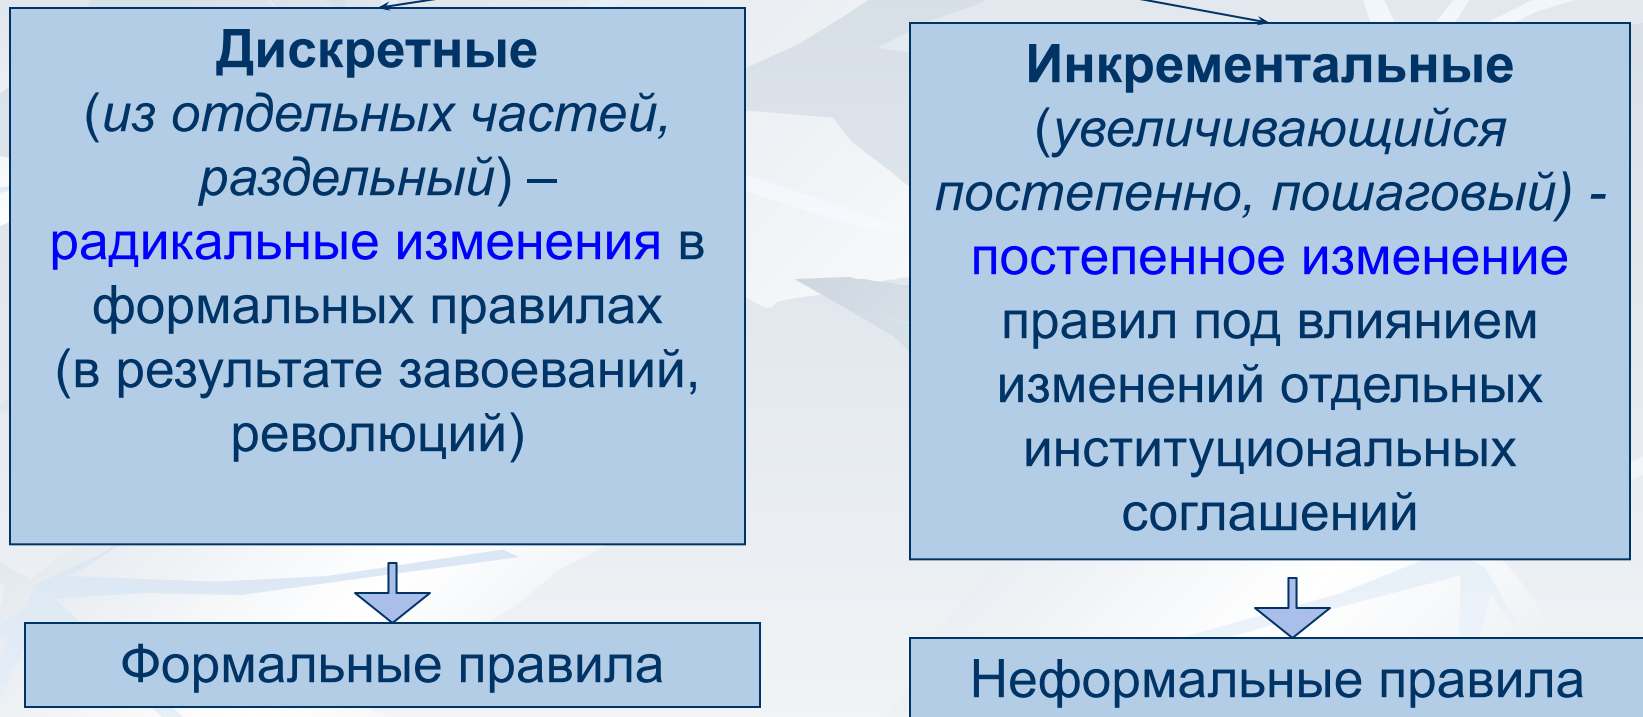 Дискретные
(из отдельных частей,
раздельный) –
радикальные изменения в
формальных правилах
(в результате завоеваний,
революций)
Формальные правила
Инкрементальные
(увеличивающийся
постепенно, пошаговый) -
постепенное изменение
правил под влиянием
изменений отдельных
институциональных
соглашений
Неформальные правила